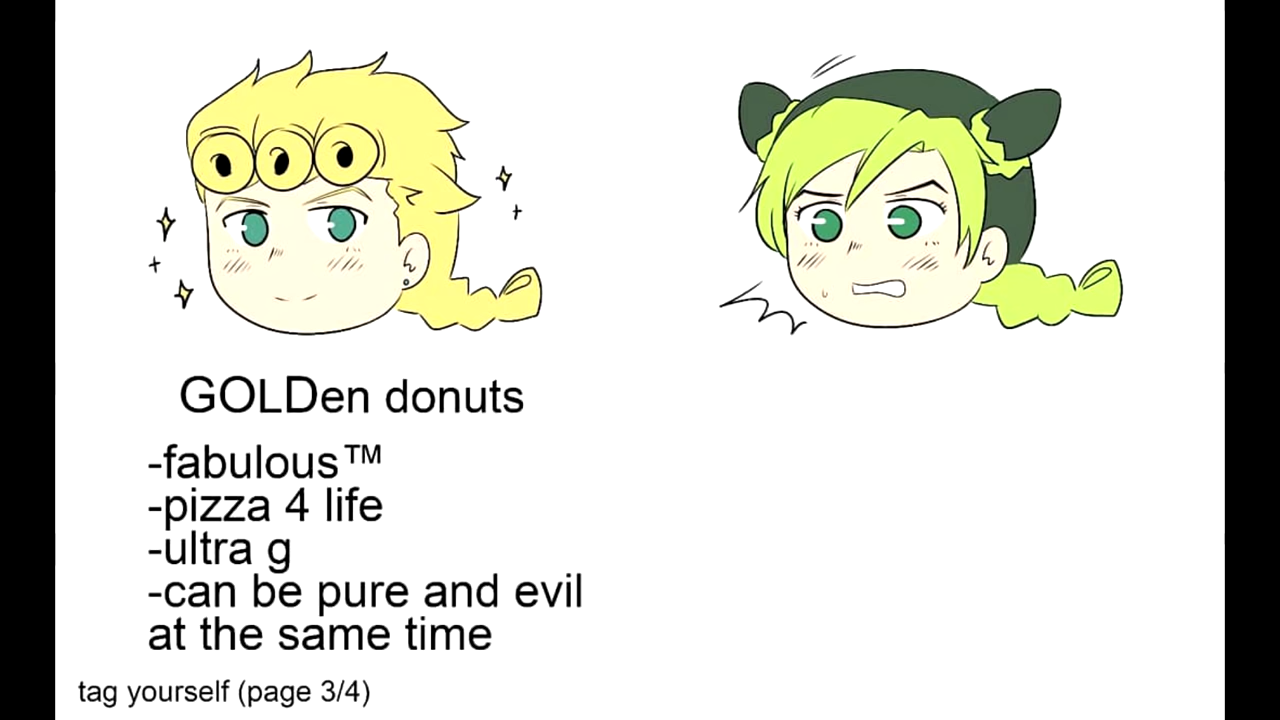 GOLDen donuts
-fabulous™
-pizza 4 life
-ultra g
-can be pure and evil
at the same time
tag yourself (page 3/4)